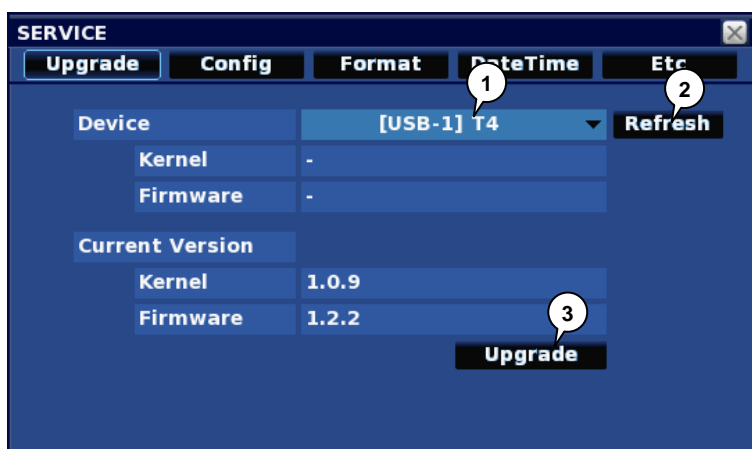 SERVICE
Upgrade Config Format DateTime Etc
1 2
Device [USB-1] T4 Refresh
Kernel -
Firmware -
Current Version
Kernel 1.0.9
Firmware 1.2.2
3
Upgrade